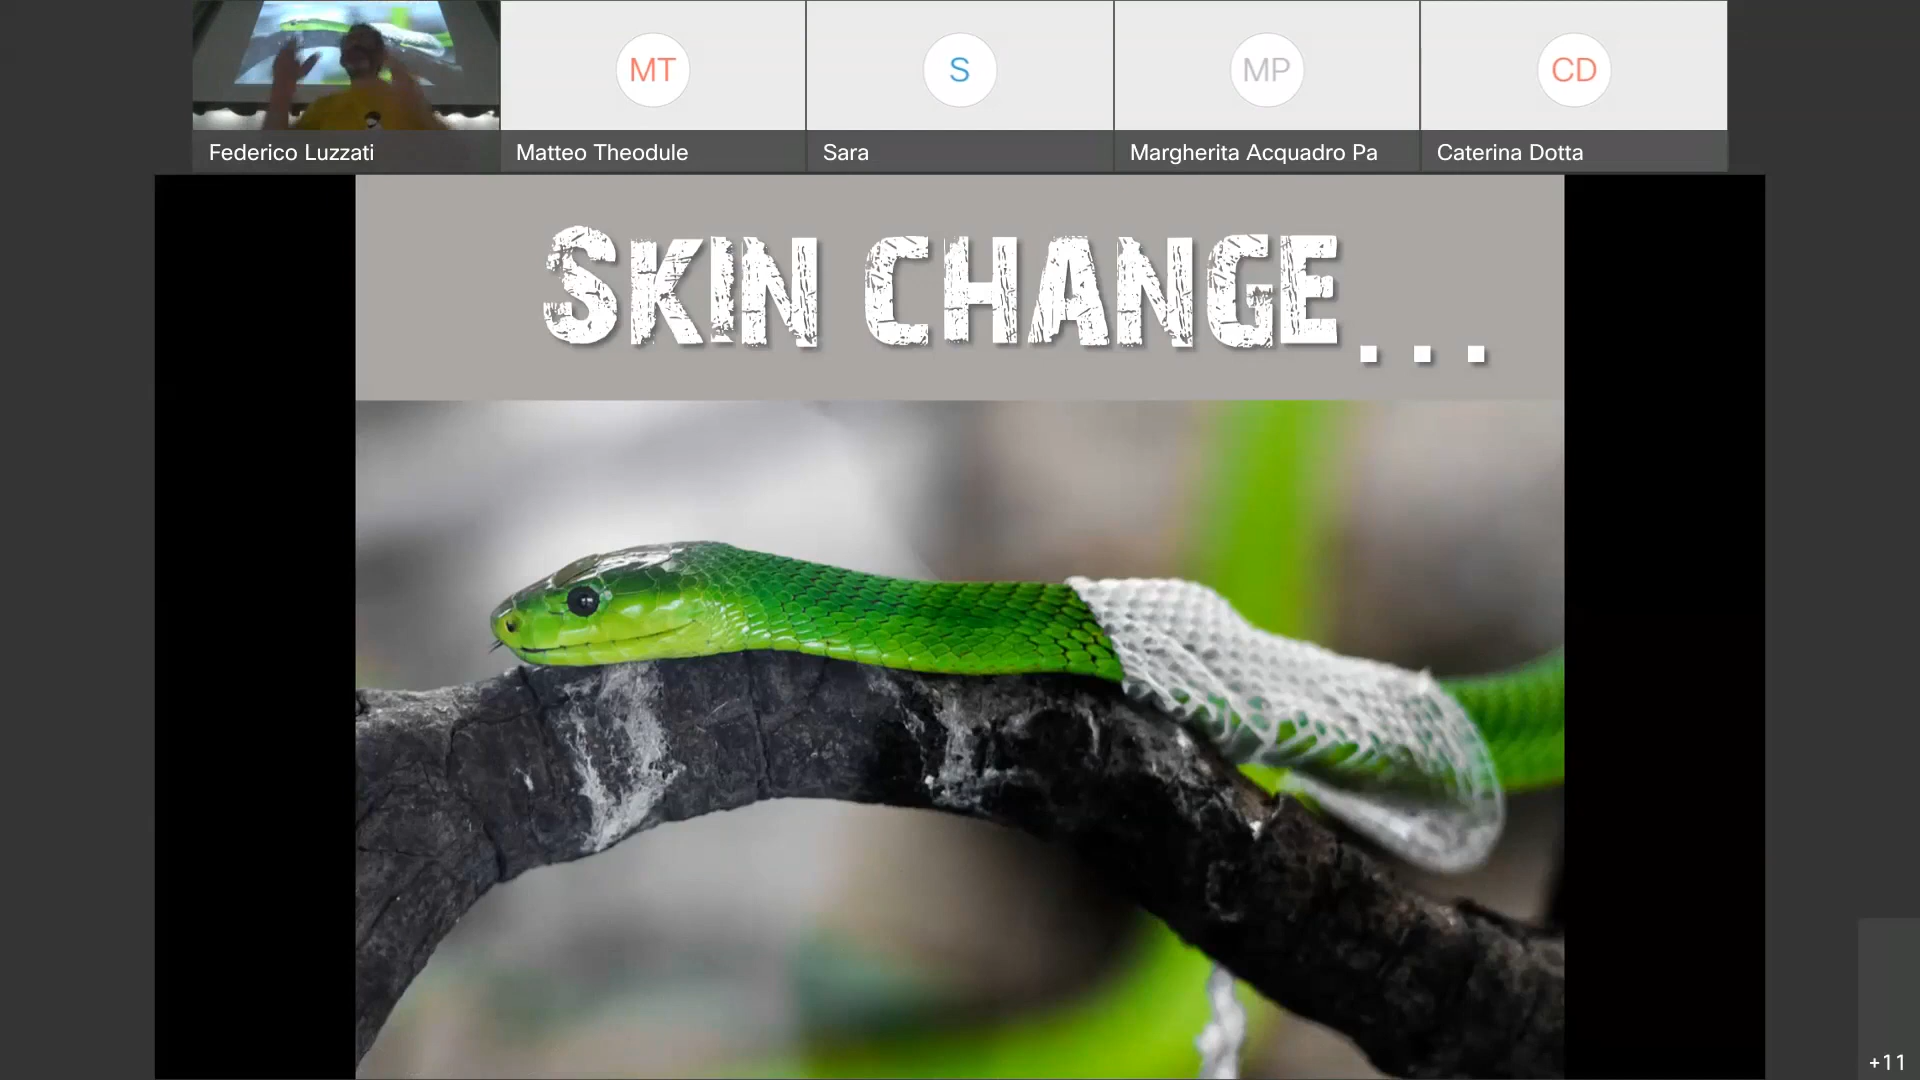 MT
S
MP
CD
Federico Luzzati
Matteo Theodule
Sara
Margherita Acquadro Pa
Caterina Dotta
SKIN CHANGE...
+11